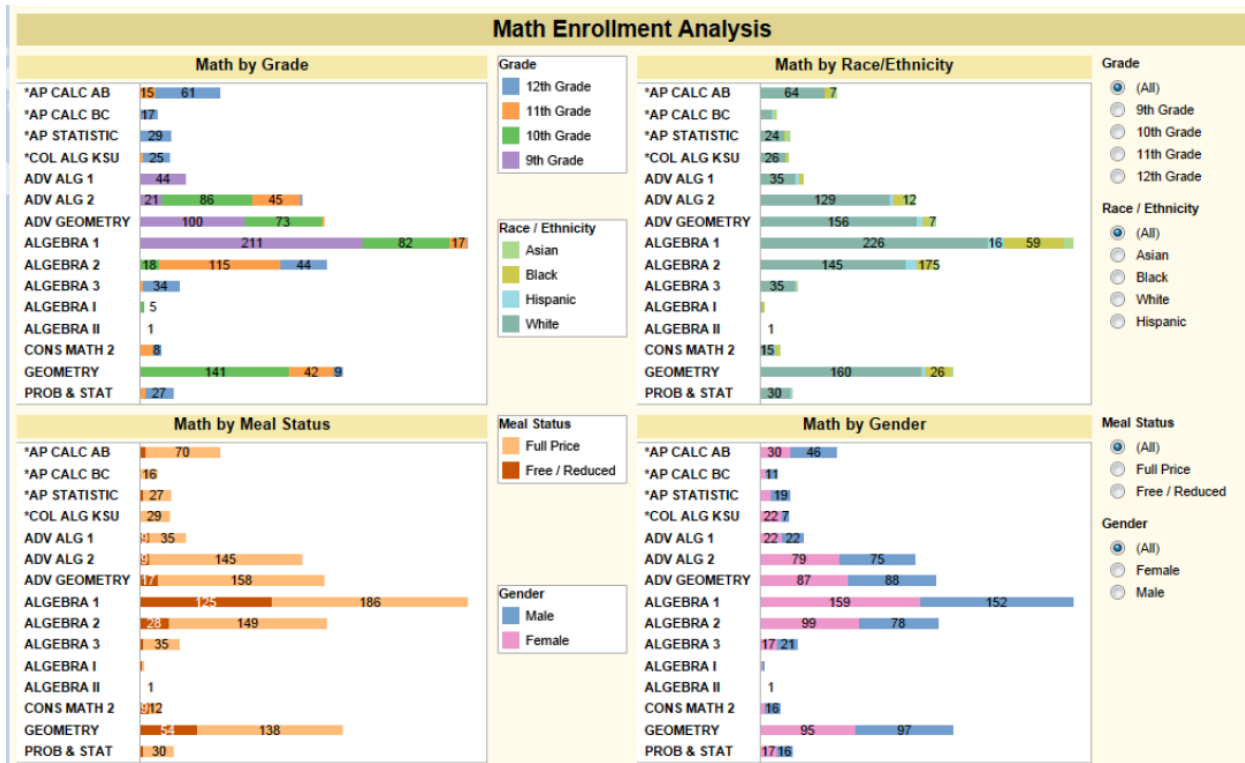 Math Enrollment Analysis
Math by Grade
*AP CALC AB 15 61
*AP CALC BC 17
*AP STATISTIC 29
*COL ALG KSU 25
ADV ALG 1 44
ADV ALG 2 21 86 45
ADV GEOMETRY 100 73
ALGEBRA 1 211 82 17
ALGEBRA 2 18 115 44
ALGEBRA 3 34
ALGEBRA I 5
ALGEBRA II 1
CONS MATH 2 8
GEOMETRY 141 42 9
PROB & STAT 27
Grade
12th Grade
11th Grade
10th Grade
9th Grade
Race / Ethnicity
Asian
Black
Hispanic
White
Math by Race/Ethnicity
*AP CALC AB 64 7
*AP CALC BC
*AP STATISTIC 24
*COL ALG KSU 26
ADV ALG 1 35
ADV ALG 2 129 12
ADV GEOMETRY 156 7
ALGEBRA 1 226 16 59
ALGEBRA 2 145 175
ALGEBRA 3 35
ALGEBRA I
ALGEBRA II 1
CONS MATH 2 15
GEOMETRY 160 26
PROB & STAT 30
Grade
(All)
9th Grade
10th Grade
11th Grade
12th Grade
Race / Ethnicity
(All)
Asian
Black
White
Hispanic
Math by Meal Status
*AP CALC AB 70
*AP CALC BC 16
*AP STATISTIC 27
*COL ALG KSU 29
ADV ALG 1 9 35
ADV ALG 2 9 145
ADV GEOMETRY 17 158
ALGEBRA 1 125 186
ALGEBRA 2 28 149
ALGEBRA 3 35
ALGEBRA I
ALGEBRA II 1
CONS MATH 2 9 12
GEOMETRY 54 138
PROB & STAT 30
Meal Status
Full Price
Free / Reduced
Gender
Male
Female
Math by Gender
*AP CALC AB 30 46
*AP CALC BC 11
*AP STATISTIC 19
*COL ALG KSU 22 7
ADV ALG 1 22 22
ADV ALG 2 79 75
ADV GEOMETRY 87 88
ALGEBRA 1 159 152
ALGEBRA 2 99 78
ALGEBRA 3 17 21
ALGEBRA I
ALGEBRA II 1
CONS MATH 2 16
GEOMETRY 95 97
PROB & STAT 17 16
Meal Status
(All)
Full Price
Free / Reduced
Gender
(All)
Female
Male